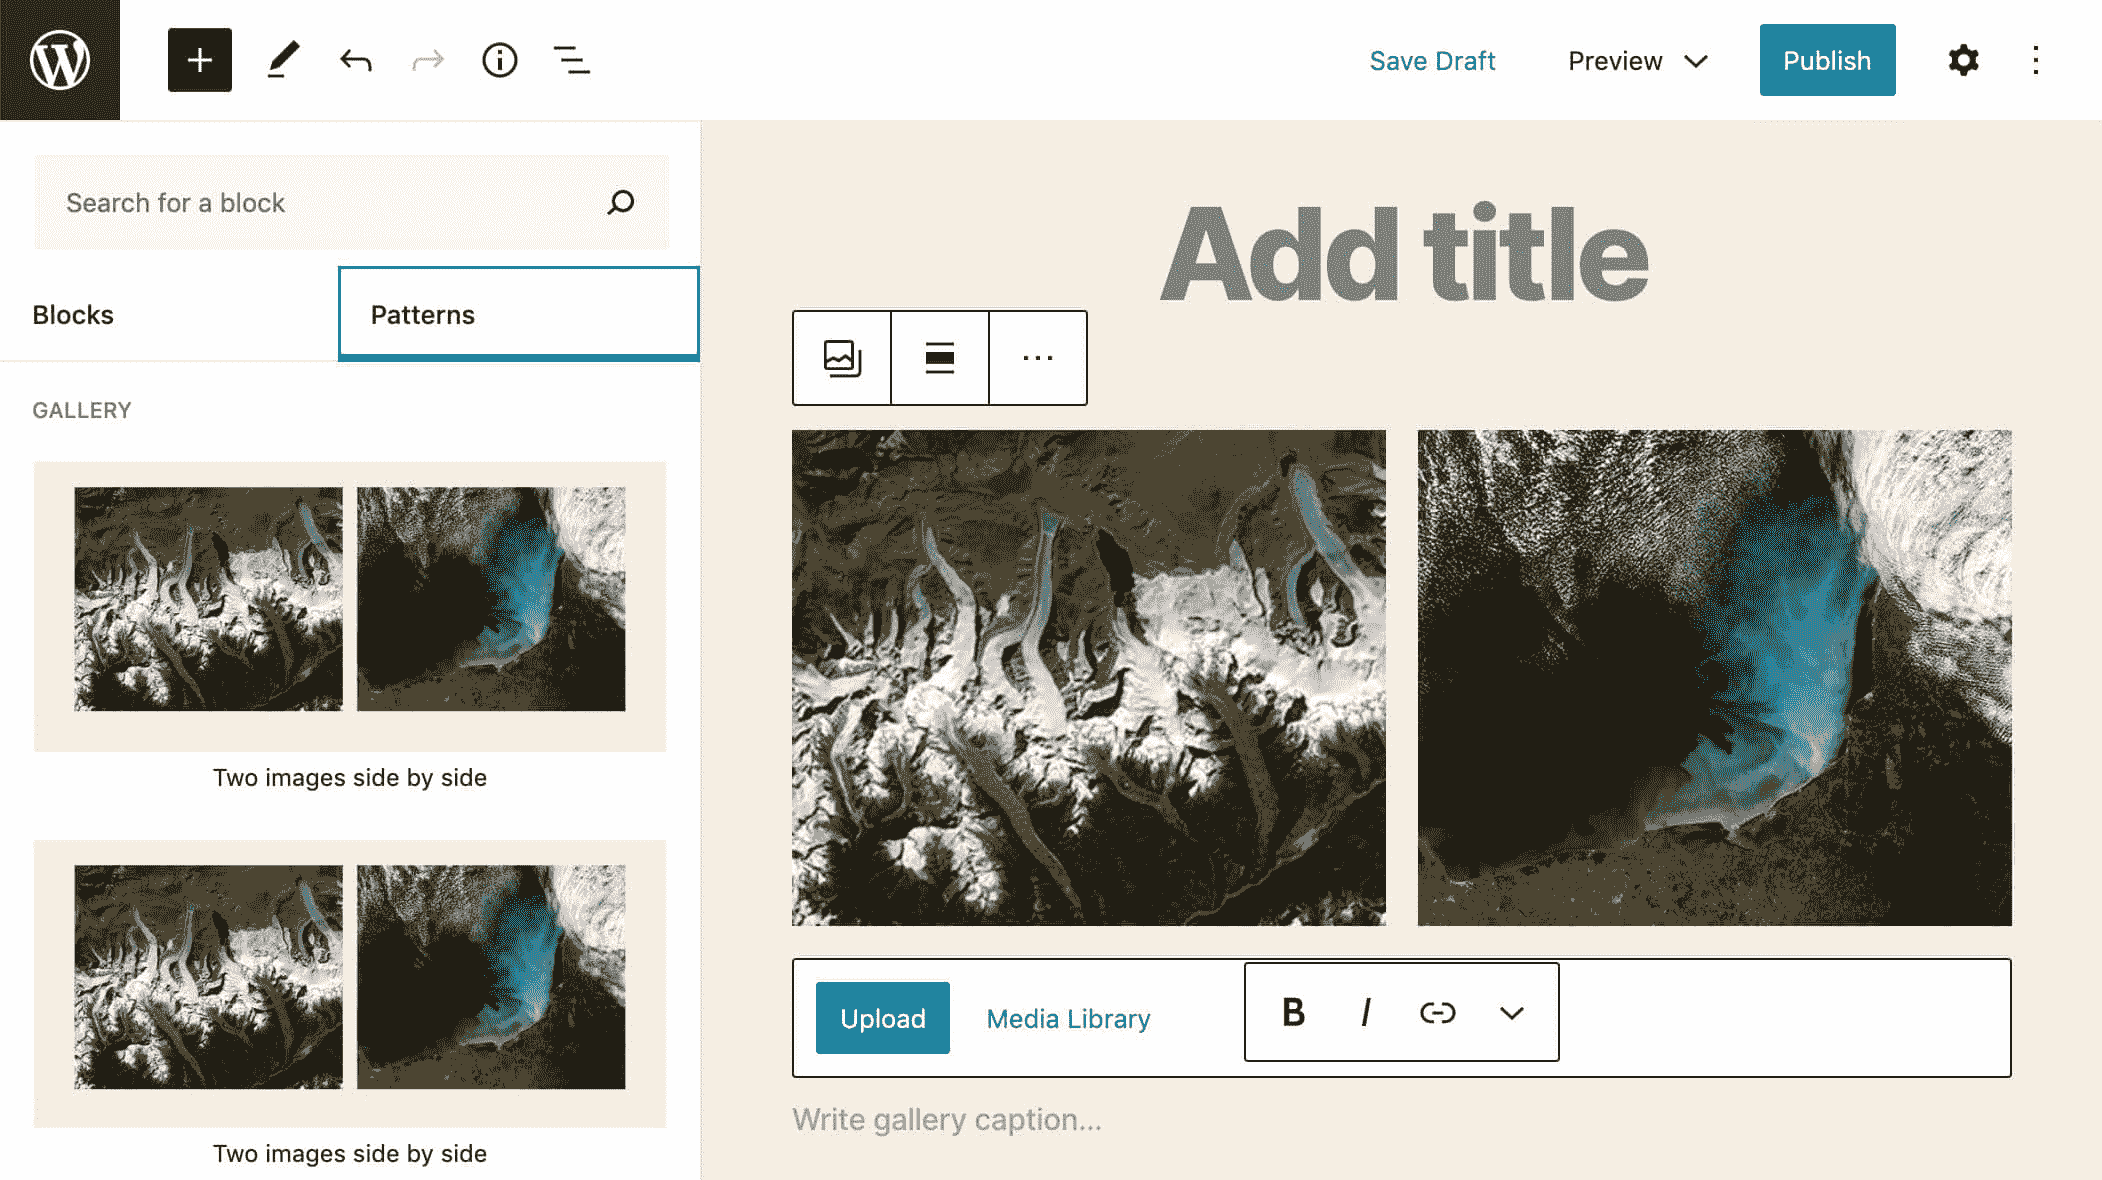 Save Draft
Preview
Publish
Search for a block
Blocks
Patterns
GALLERY
Two images side by side
Two images side by side
Add title
Upload
Media Library
B I
Write gallery caption...